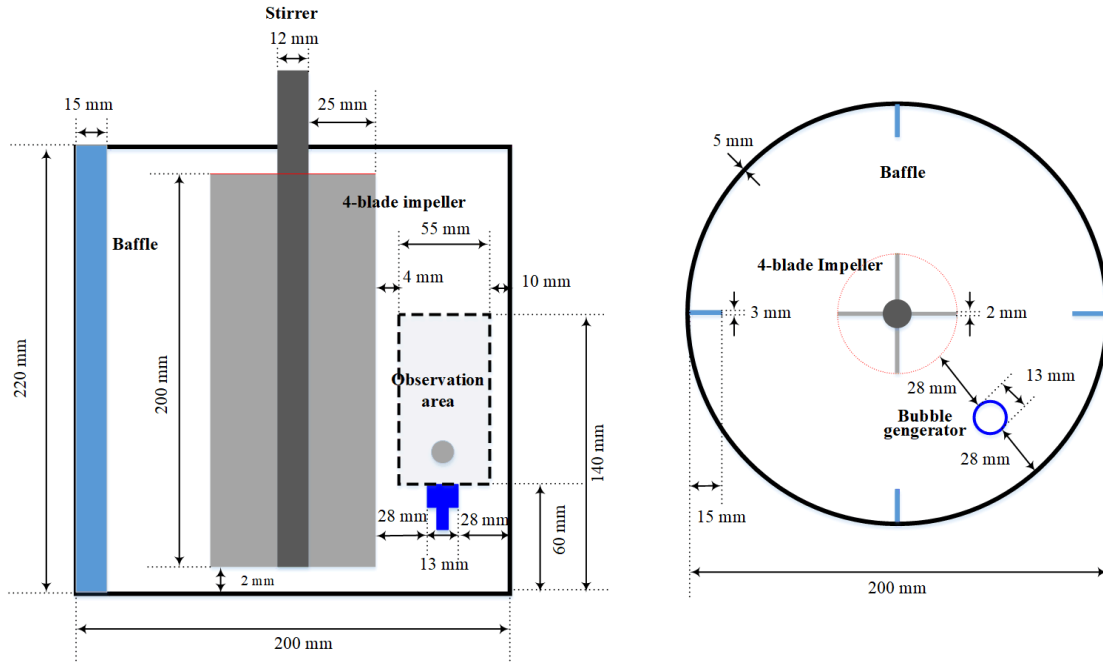 Stirrer
12 mm
15 mm
25 mm
4-blade impeller
55 mm
Baffle
4 mm
10 mm
220 mm
200 mm
Observation
area
140 mm
28 mm
28 mm
60 mm
13 mm
2 mm
200 mm
5 mm
Baffle
4-blade Impeller
3 mm
2 mm
28 mm
13 mm
Bubble
gengerator
28 mm
15 mm
200 mm